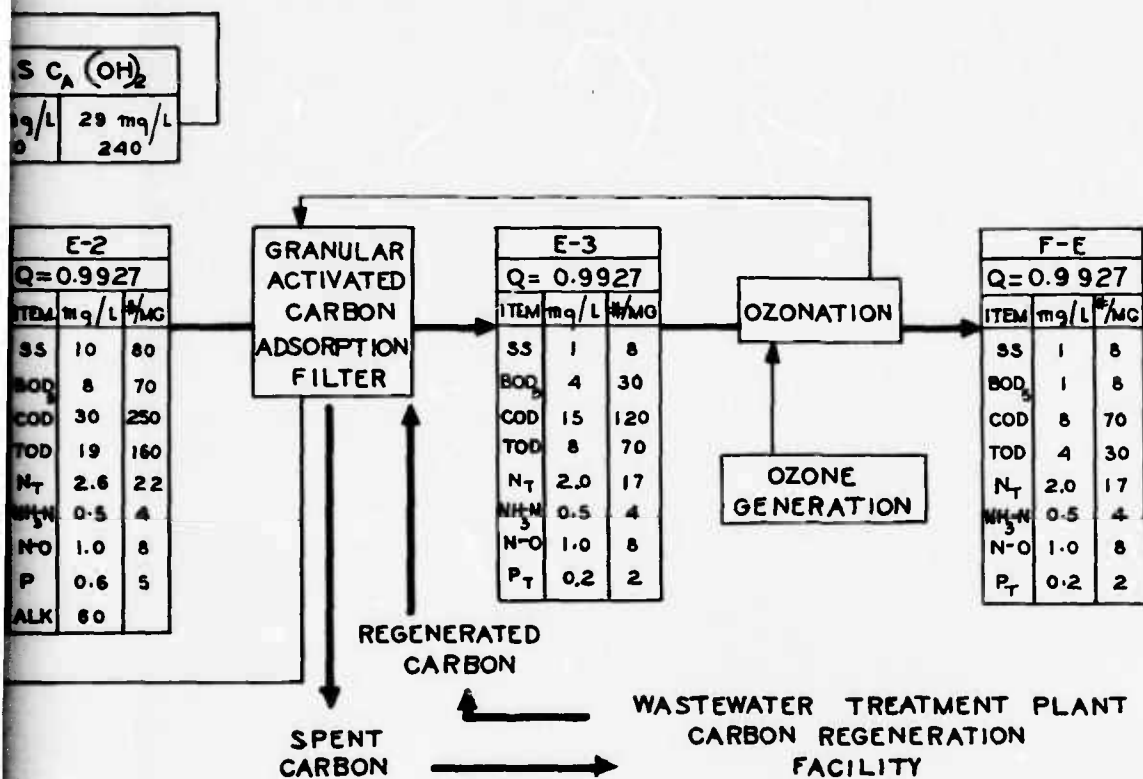 S CA (OH)2
mg/L 29 mg/L
0 240
E-2
Q=0.9927
ITEM mg/L #/MG
SS 10 80
BOD5 8 70
COD 30 250
TOD 19 160
NT 2.6 22
NH3-N 0.5 4
N-O 1.0 8
P 0.6 5
ALK 60
GRANULAR
ACTIVATED
CARBON
ADSORPTION
FILTER
E-3
Q= 0.9927
ITEM mg/L #/MG
SS 1 8
BOD5 4 30
COD 15 120
TOD 8 70
NT 2.0 17
NH3-N 0.5 4
N-O 1.0 8
PT 0.2 2
OZONATION
OZONE
GENERATION
F-E
Q=0.9927
ITEM mg/L #/MG
SS 1 8
BOD5 1 8
COD 8 70
TOD 4 30
NT 2.0 17
NH3-N 0.5 4
N-O 1.0 8
PT 0.2 2
REGENERATED
CARBON
SPENT
CARBON
WASTEWATER TREATMENT PLANT
CARBON REGENERATION
FACILITY